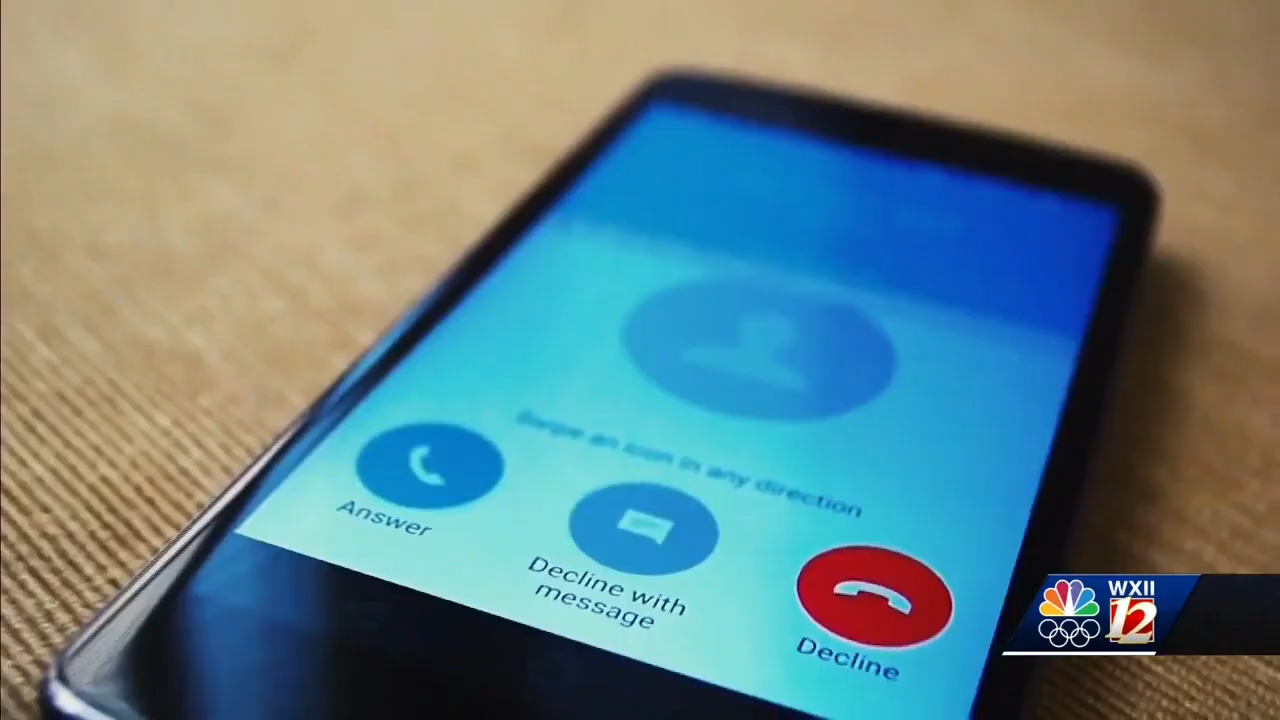 Swipe an icon in any direction
Answer
Decline with
message
Decline
WXII
12